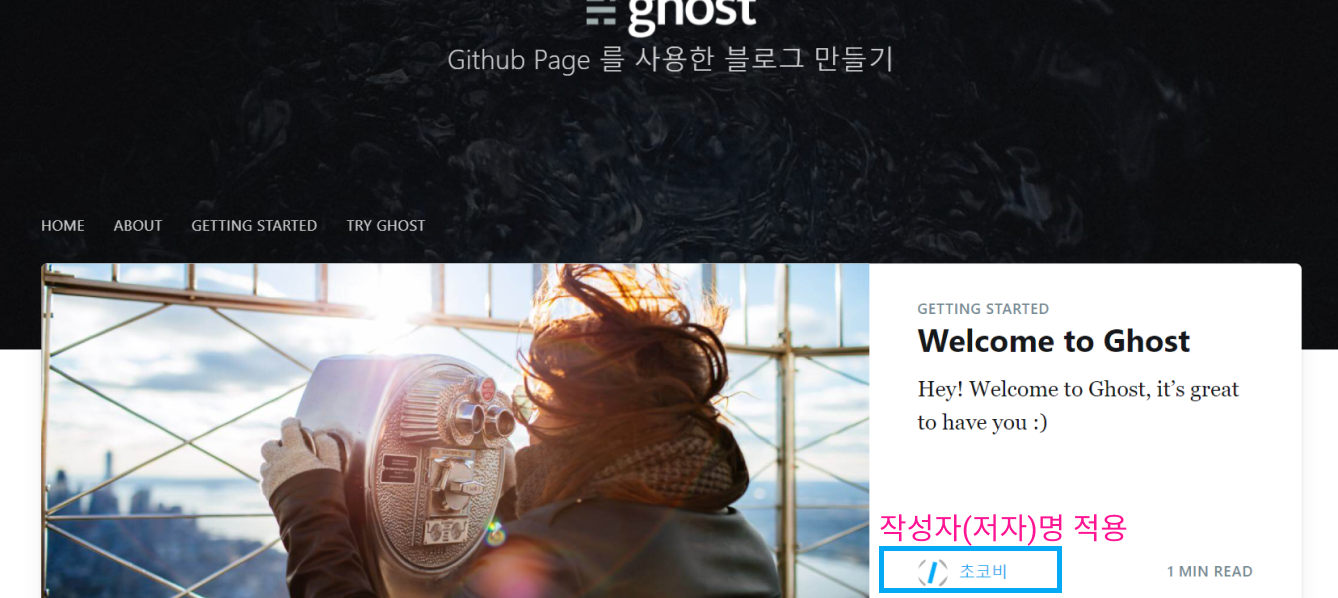 ghost
Github Page 를 사용한 블로그 만들기
HOME ABOUT GETTING STARTED TRY GHOST
GETTING STARTED
Welcome to Ghost
Hey! Welcome to Ghost, it’s great
to have you :)
작성자(저자)명 적용
초코비 1 MIN READ